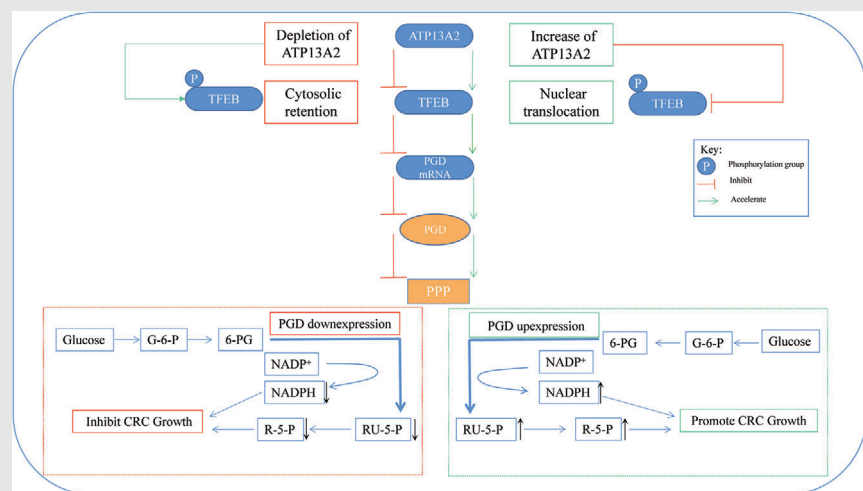 Depletion of
ATP13A2
P
TFEB
Cytosolic
retention
ATP13A2
TFEB
PGD
mRNA
PGD
PPP
Increase of
ATP13A2
Nuclear
translocation
P
TFEB
Key:
P
Phosphorylation group
Inhibit
Accelerate
PGD downexpression
Glucose
G-6-P
6-PG
NADP+
NADPH
Inhibit CRC Growth
R-5-P
RU-5-P
PGD upexpression
6-PG
G-6-P
Glucose
NADP+
NADPH
Promote CRC Growth
RU-5-P
R-5-P